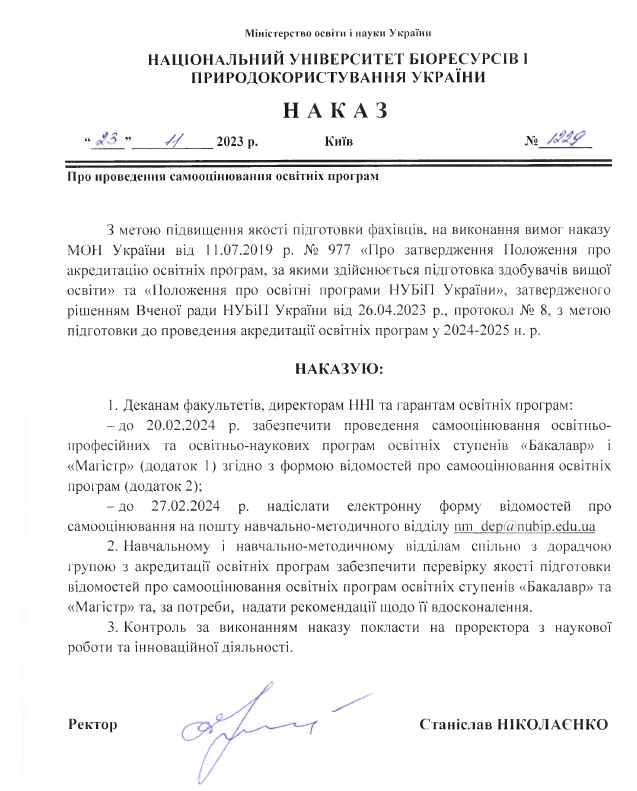 Міністерство освіти і науки України
НАЦІОНАЛЬНИЙ УНІВЕРСИТЕТ БІОРЕСУРСІВ І
ПРИРОДОКОРИСТУВАННЯ УКРАЇНИ
НАКАЗ
“ 23 ” 11 2023 р. Київ № 1229
Про проведення самооцінювання освітніх програм
З метою підвищення якості підготовки фахівців, на виконання вимог наказу
МОН України від 11.07.2019 р. № 977 «Про затвердження Положення про
акредитацію освітніх програм, за якими здійснюється підготовка здобувачів вищої
освіти» та «Положення про освітні програми НУБіП України», затвердженого
рішенням Вченої ради НУБіП України від 26.04.2023 р., протокол № 8, з метою
підготовки до проведення акредитації освітніх програм у 2024-2025 н. р.
НАКАЗУЮ:
1. Деканам факультетів, директорам ННІ та гарантам освітніх програм:
– до 20.02.2024 р. забезпечити проведення самооцінювання освітньо-
професійних та освітньо-наукових програм освітніх ступенів «Бакалавр» і
«Магістр» (додаток 1) згідно з формою відомостей про самооцінювання освітніх
програм (додаток 2);
– до 27.02.2024 р. надіслати електронну форму відомостей про
самооцінювання на пошту навчально-методичного відділу nm_dep@nubip.edu.ua
2. Навчальному і навчально-методичному відділам спільно з дорадчою
групою з акредитації освітніх програм забезпечити перевірку якості підготовки
відомостей про самооцінювання освітніх програм освітніх ступенів «Бакалавр» та
«Магістр» та, за потреби, надати рекомендації щодо її вдосконалення.
3. Контроль за виконанням наказу покласти на проректора з наукової
роботи та інноваційної діяльності.
Ректор Станіслав НІКОЛАЄНКО